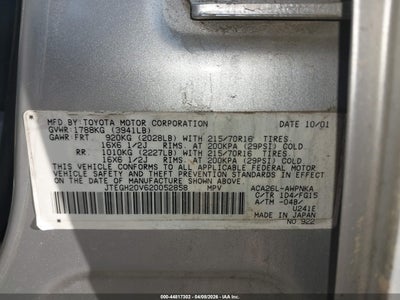 MFD.BY:TOYOTA MOTOR CORPORATION DATE 10/01
GVWR:1788KG (3941LB)
GAWR FRT. 920KG (2028LB) WITH 215/70R16 TIRES.
16X6 1/2J RIMS.AT 200KPA (29PSI) COLD
RR 1010KG (2227LB) WITH 215/70R16 TIRES.
16X6 1/2J RIMS.AT 200KPA (29PSI) COLD
THIS VEHICLE CONFORMS TO ALL APPLICABLE FEDERAL MOTOR
VEHICLE SAFETY AND THEFT PREVENTION STANDARDS IN EFFECT
ON THE DATE OF MANUFACTURE SHOWN ABOVE.
JTEGH20V620052858 MPV ACA26L-AWPNKA
C/TR 1D4/FG15
A/TM -04B/
U241E
MADE IN JAPAN
NO 922
000-44817303 - 04/09/2026 - IAA